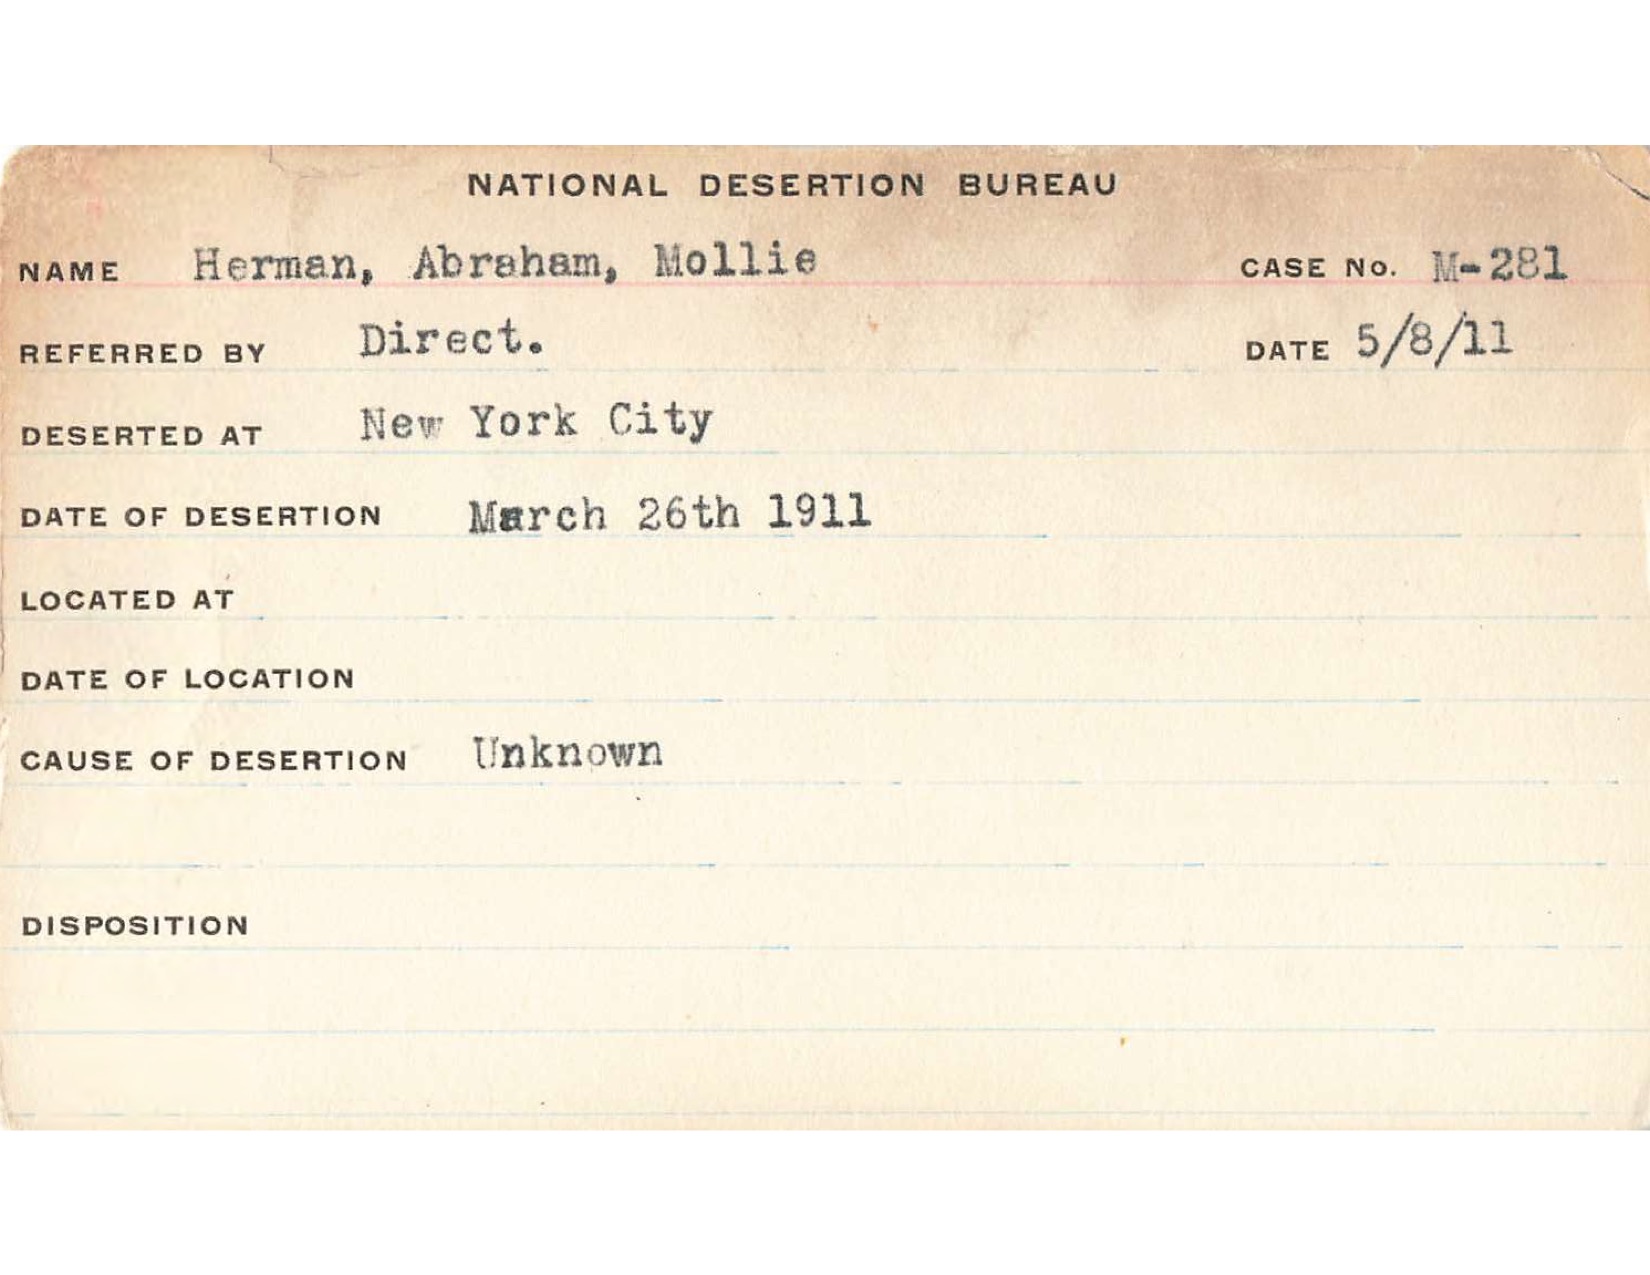 NATIONAL DESERTION BUREAU
NAME Herman, Abraham, Mollie CASE No. M-281
REFERRED BY Direct. DATE 5/8/11
DESERTED AT New York City
DATE OF DESERTION March 26th 1911
LOCATED AT
DATE OF LOCATION
CAUSE OF DESERTION Unknown
DISPOSITION